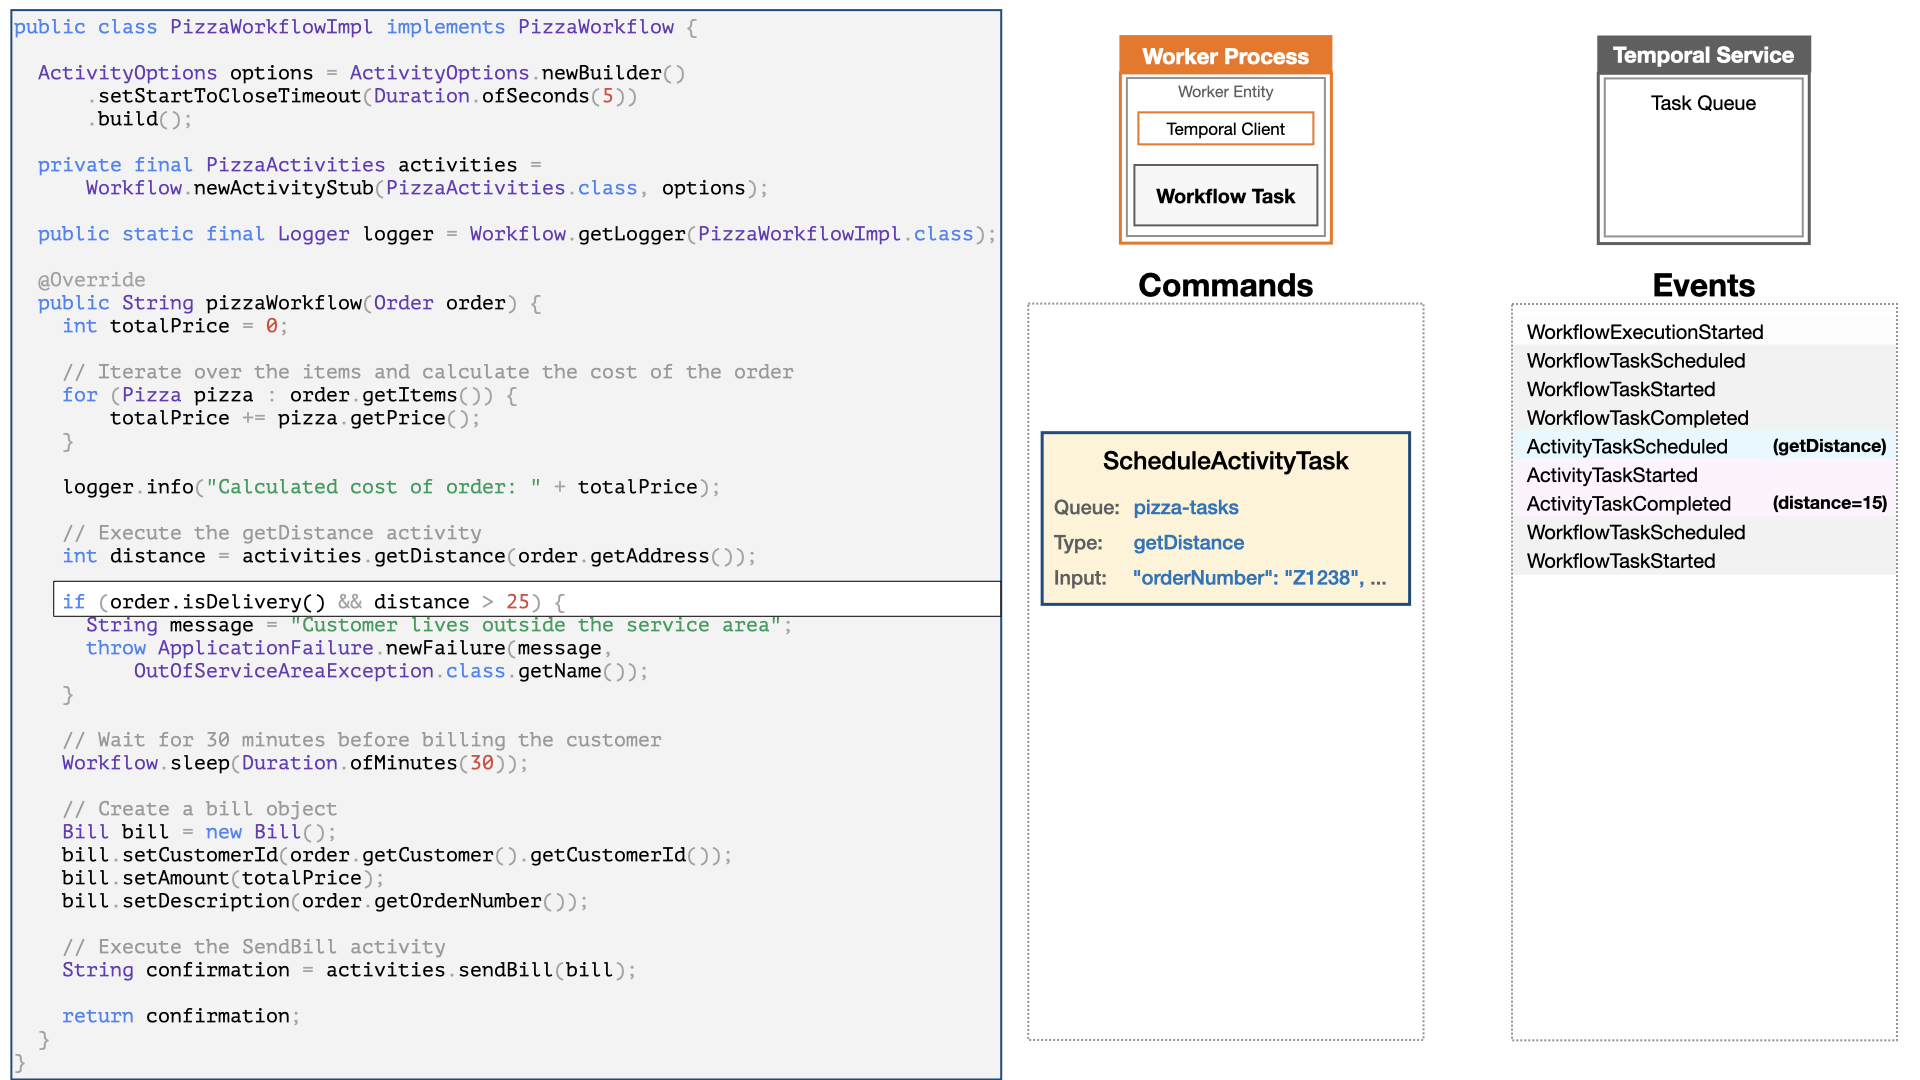 public class PizzaWorkflowImpl implements PizzaWorkflow {
ActivityOptions options = ActivityOptions.newBuilder()
.setStartToCloseTimeout(Duration.ofSeconds(5))
.build();
private final PizzaActivities activities =
Workflow.newActivityStub(PizzaActivities.class, options);
public static final Logger logger = Workflow.getLogger(PizzaWorkflowImpl.class);
@Override
public String pizzaWorkflow(Order order) {
int totalPrice = 0;
// Iterate over the items and calculate the cost of the order
for (Pizza pizza : order.getItems()) {
totalPrice += pizza.getPrice();
}
logger.info("Calculated cost of order: " + totalPrice);
// Execute the getDistance activity
int distance = activities.getDistance(order.getAddress());
if (order.isDelivery() && distance > 25) {
String message = "Customer lives outside the service area";
throw ApplicationFailure.newFailure(message,
OutOfServiceAreaException.class.getName());
}
// Wait for 30 minutes before billing the customer
Workflow.sleep(Duration.ofMinutes(30));
// Create a bill object
Bill bill = new Bill();
bill.setCustomerId(order.getCustomer().getCustomerId());
bill.setAmount(totalPrice);
bill.setDescription(order.getOrderNumber());
// Execute the SendBill activity
String confirmation = activities.sendBill(bill);
return confirmation;
}
}
Worker Process
Worker Entity
Temporal Client
Workflow Task
Commands
ScheduleActivityTask
Queue: pizza-tasks
Type: getDistance
Input: "orderNumber": "Z1238", ...
Temporal Service
Task Queue
Events
WorkflowExecutionStarted
WorkflowTaskScheduled
WorkflowTaskStarted
WorkflowTaskCompleted
ActivityTaskScheduled (getDistance)
ActivityTaskStarted
ActivityTaskCompleted (distance=15)
WorkflowTaskScheduled
WorkflowTaskStarted